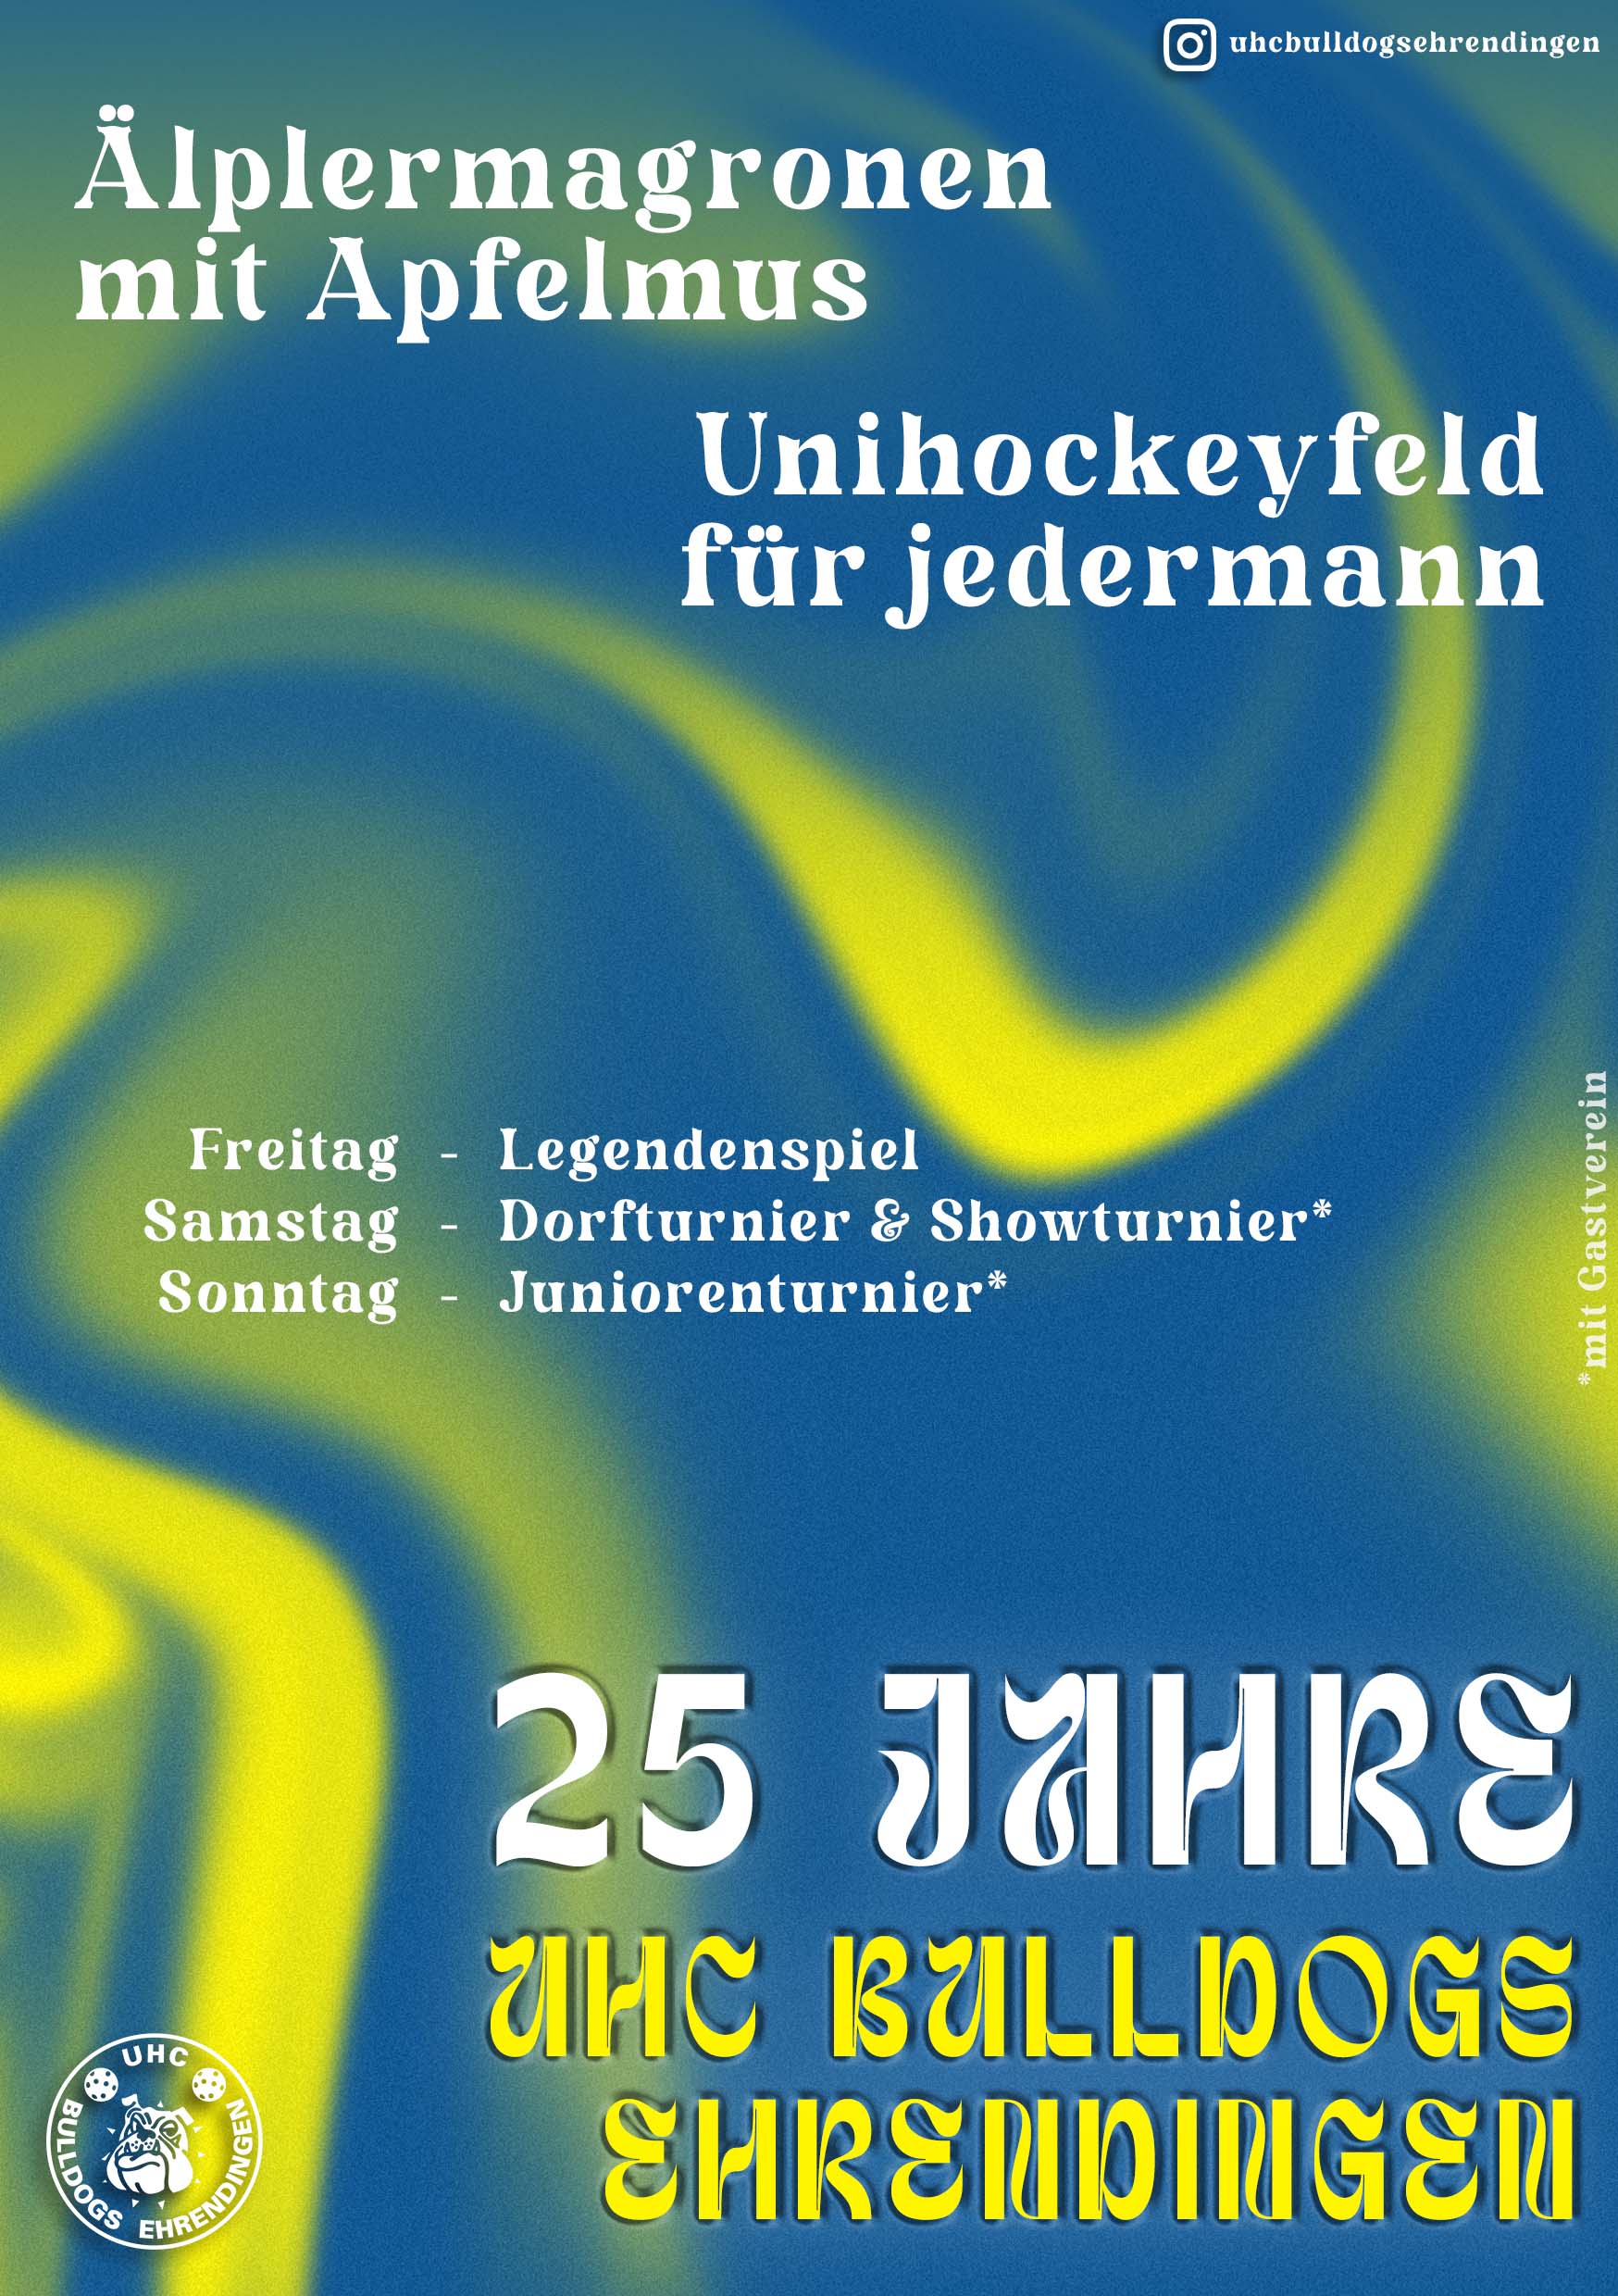 uhcbulldogsehrendingen
Älplermagronen
mit Apfelmus
Unihockeyfeld
für jedermann
Freitag - Legendenspiel
Samstag - Dorfturnier & Showturnier*
Sonntag - Juniorenturnier*
*mit Gastverein
25 JAHRE
UHC BULLDOGS
EHRENDINGEN
UHC
BULLDOGS EHRENDINGEN